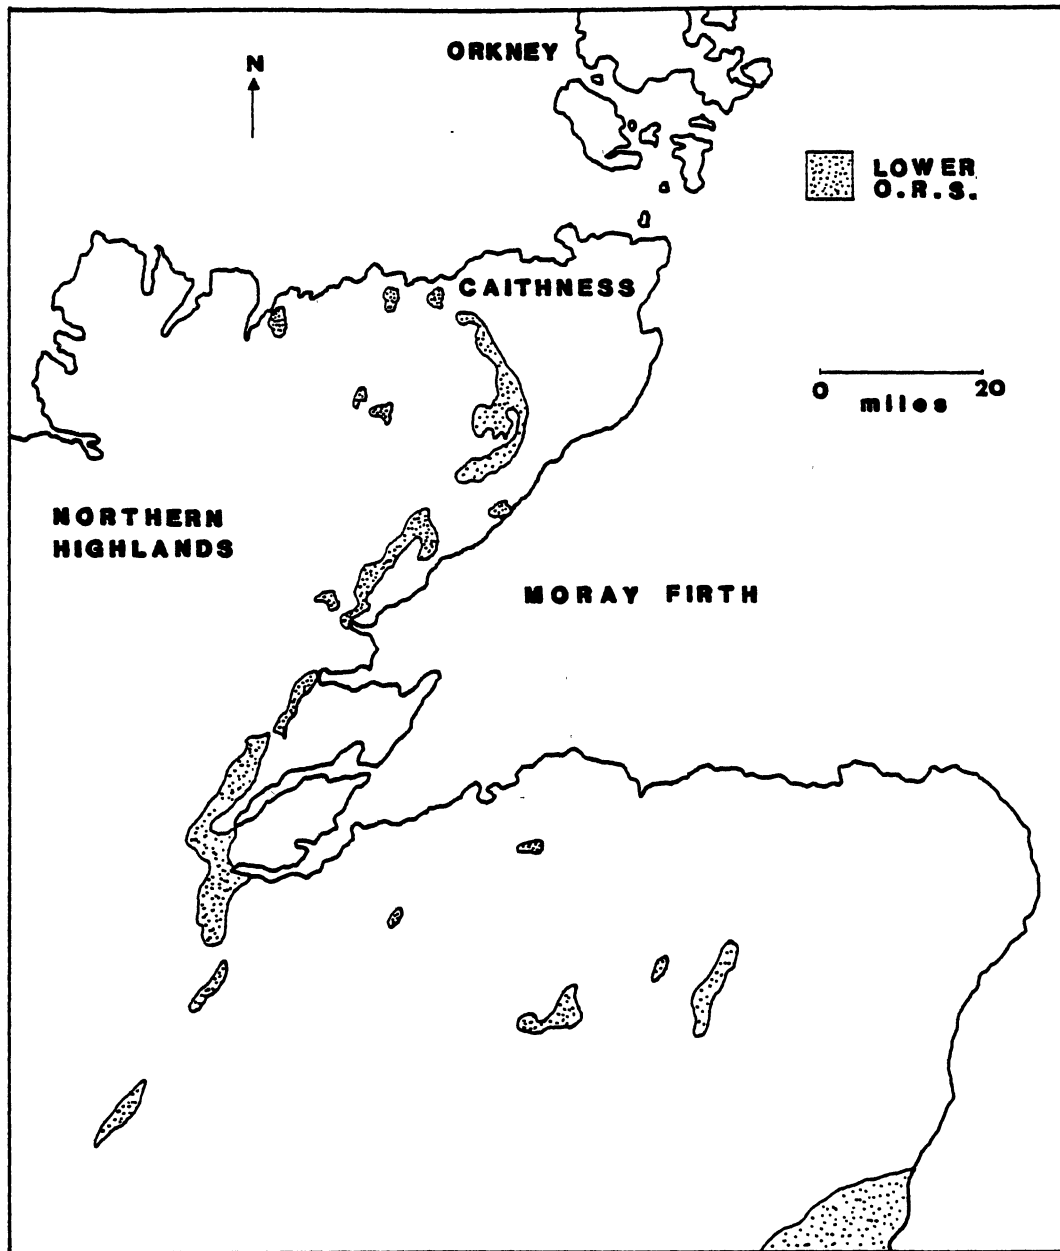 ORKNEY
N
LOWER
O.R.S.
CAITHNESS
0 20
miles
NORTHERN
HIGHLANDS
MORAY FIRTH